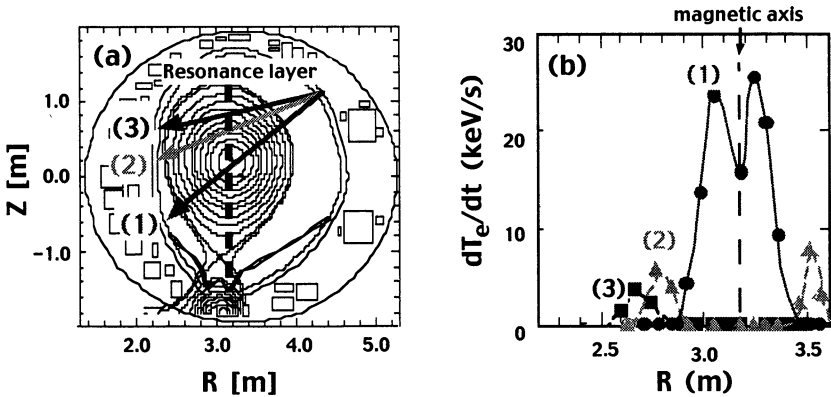 (a)
Resonance layer
(3)
(2)
(1)
1.0
0.0
-1.0
Z [m]
2.0 3.0 4.0 5.0
R [m]
magnetic axis
(b)
(1)
(2)
(3)
30
20
10
0
dTe/dt (keV/s)
2.5 3.0 3.5
R (m)